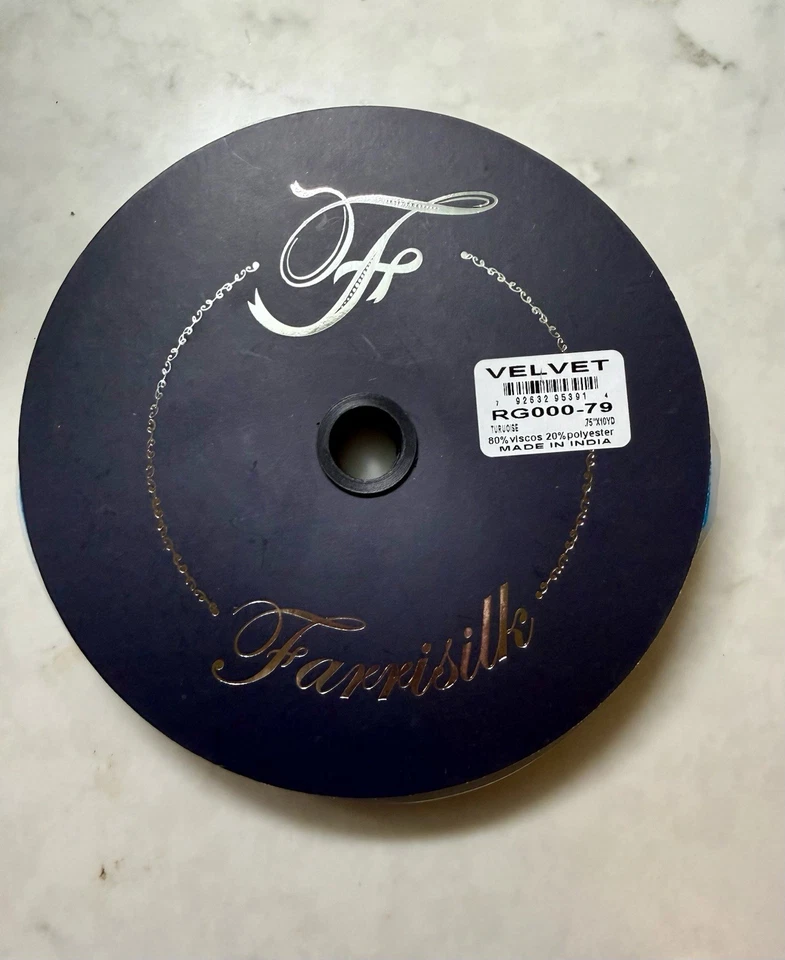 F
VELVET
7 92632 95391 4
RG000-79
TURUOISE .75"X10YD
80% viscos 20% polyester
MADE IN INDIA
Farrisilk